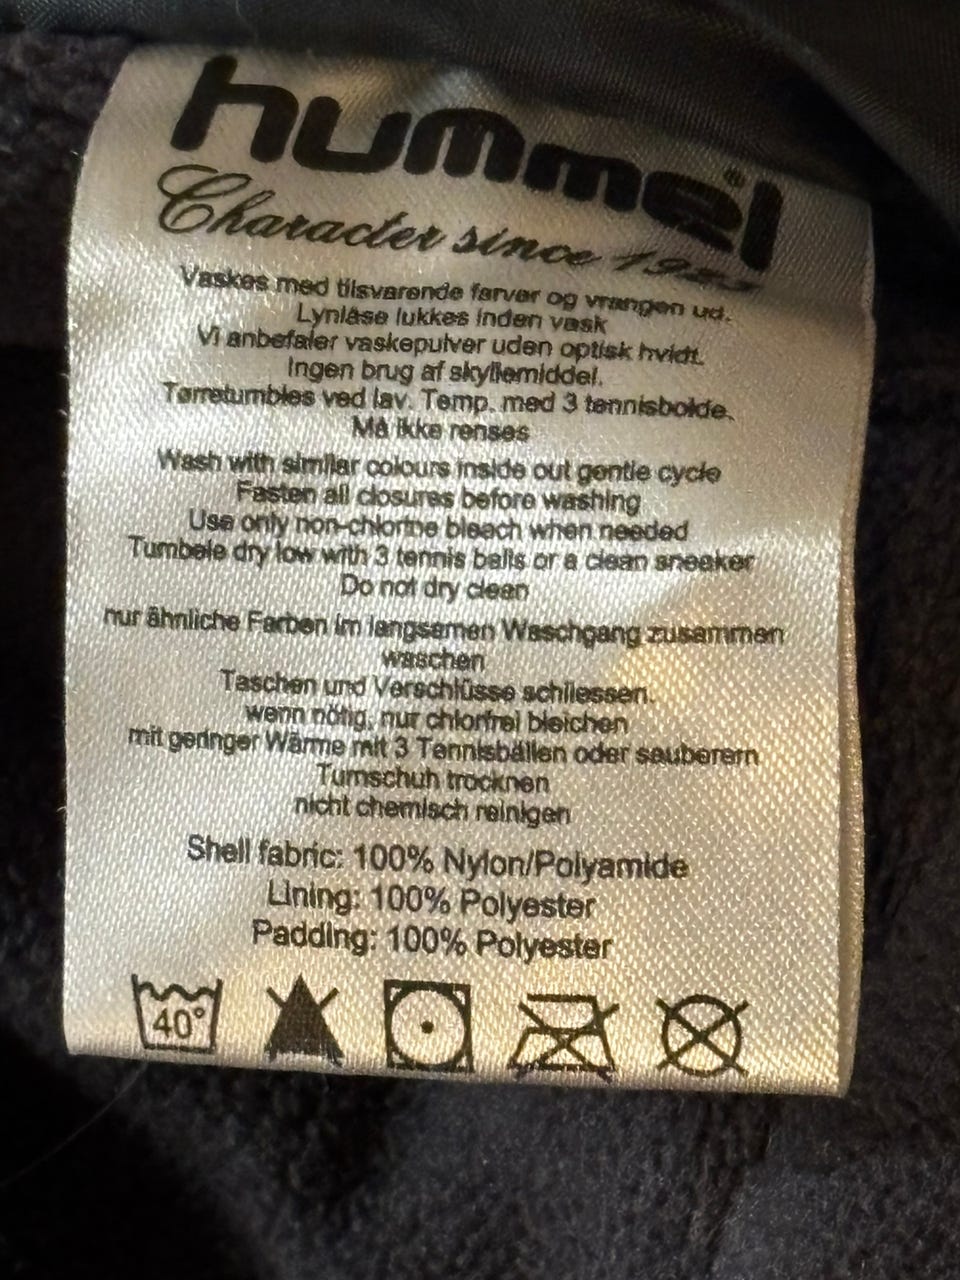 hummel
Character since 1923
Vaskes med tilsvarende farver og vrangen ud.
Lynlåse lukkes inden vask
Vi anbefaler vaskepulver uden optisk hvidt.
Ingen brug af skyllemiddel.
Tørretumbles ved lav. Temp. med 3 tennisbolde.
Må ikke renses
Wash with similar colours inside out gentle cycle
Fasten all closures before washing
Use only non-chlorine bleach when needed
Tumbele dry low with 3 tennis balls or a clean sneaker
Do not dry clean
nur ähnliche Farben im langsamen Waschgang zusammen
waschen
Taschen und Verschlüsse schliessen.
wenn nötig, nur chlorfrei bleichen
mit geringer Wärme mit 3 Tennisbällen oder sauberem
Turnschuh trocknen
nicht chemisch reinigen
Shell fabric: 100% Nylon/Polyamide
Lining: 100% Polyester
Padding: 100% Polyester
40°